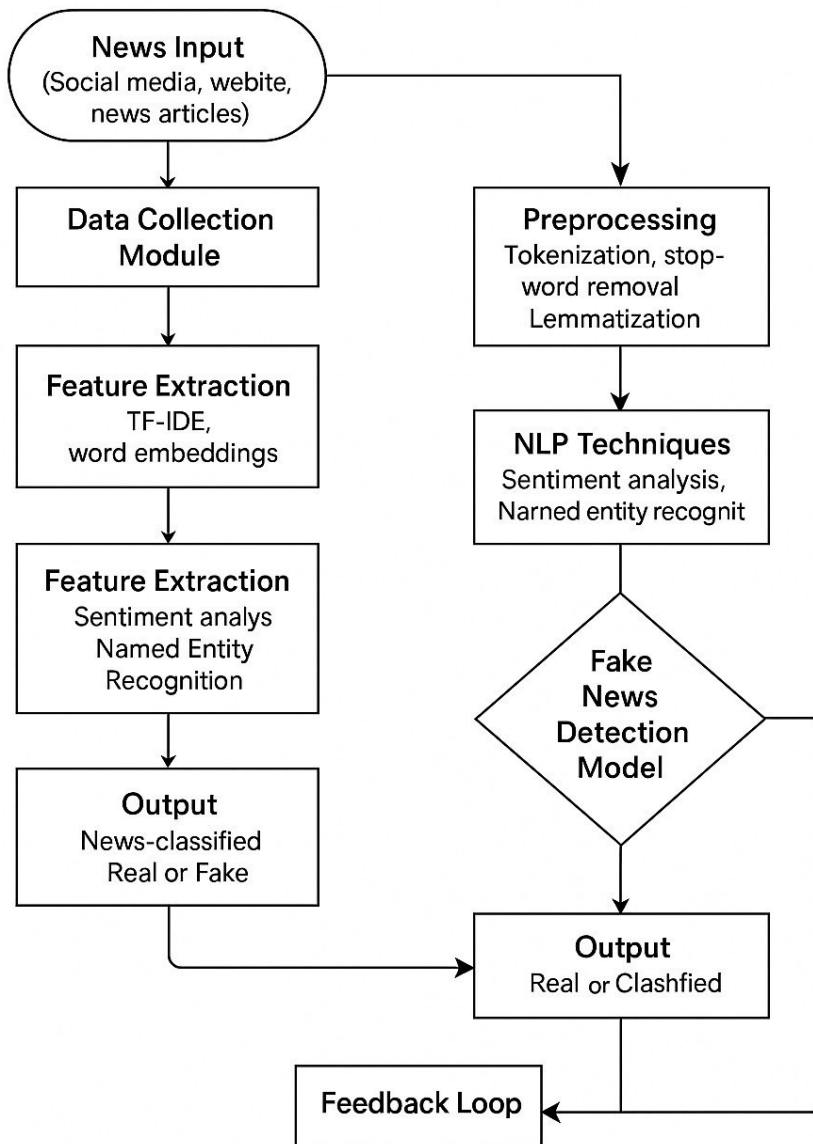 News Input
(Social media, webite,
news articles)
Data Collection
Module
Feature Extraction
TF-IDE,
word embeddings
Feature Extraction
Sentiment analys
Named Entity
Recognition
Output
News-classified
Real or Fake
Preprocessing
Tokenization, stop-
word removal
Lemmatization
NLP Techniques
Sentiment analysis,
Narned entity recognit
Fake
News
Detection
Model
Output
Real or Clashfied
Feedback Loop